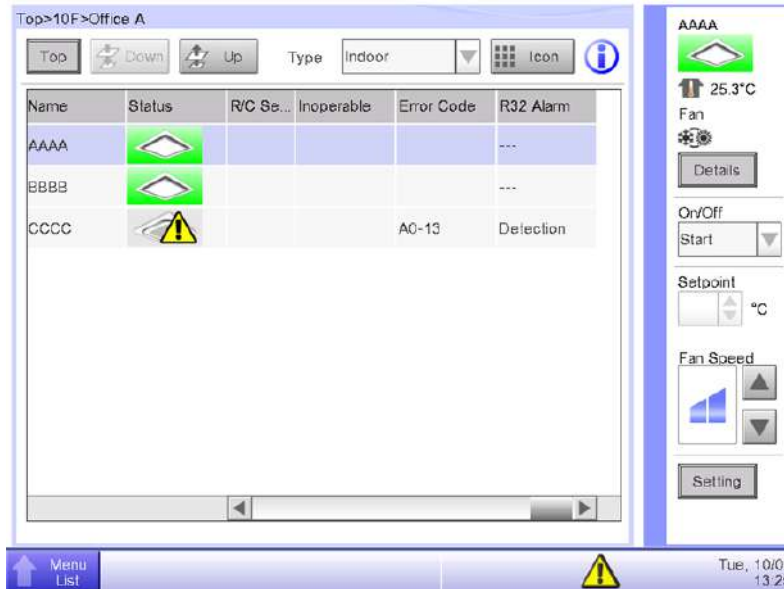 Top>10F>Office A
Top
Down
Up
Type
Indoor
Icon
Name Status R/C Se... Inoperable Error Code R32 Alarm
AAAA ---
BBBB ---
CCCC A0-13 Detection
Menu
List
AAAA
25.3°C
Fan
Details
On/Off
Start
Setpoint
°C
Fan Speed
Setting
Tue, 10/0
13:2